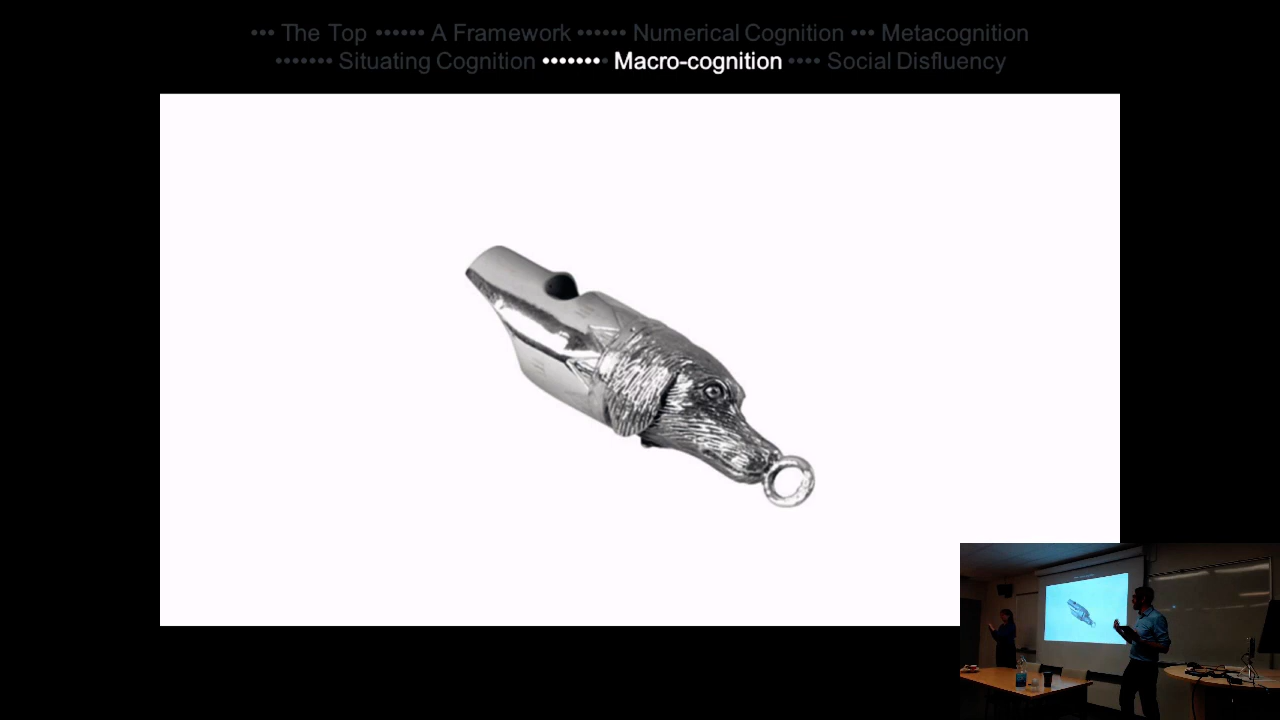 ••• The Top •••••• A Framework •••••• Numerical Cognition ••• Metacognition
••••••• Situating Cognition •••••••• Macro-cognition •••• Social Disfluency